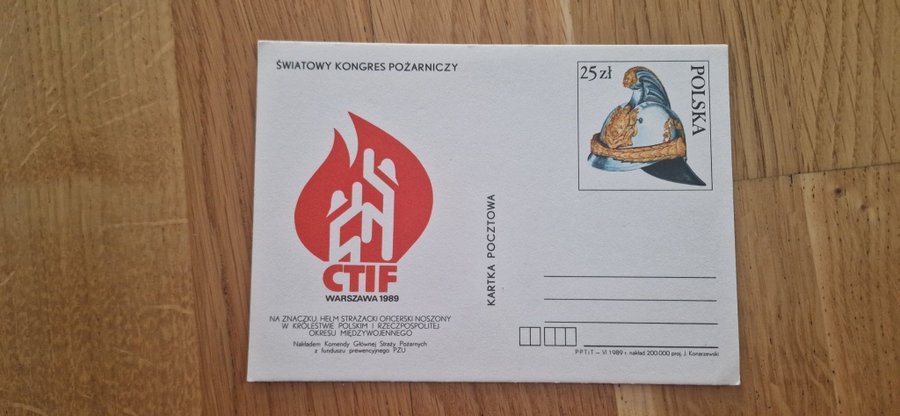 ŚWIATOWY KONGRES POŻARNICZY
CTIF
WARSZAWA 1989
NA ZNACZKU: HEŁM STRAŻACKI OFICERSKI NOSZONY
W KRÓLESTWIE POLSKIM I RZECZPOSPOLITEJ
OKRESU MIĘDZYWOJENNEGO
Nakładem Komendy Głównej Straży Pożarnych
z funduszu prewencyjnego PZU
KARTKA POCZTOWA
25 zł
POLSKA
PPTiT – VI 1989 r. nakład 200.000 proj. J. Konarzewski